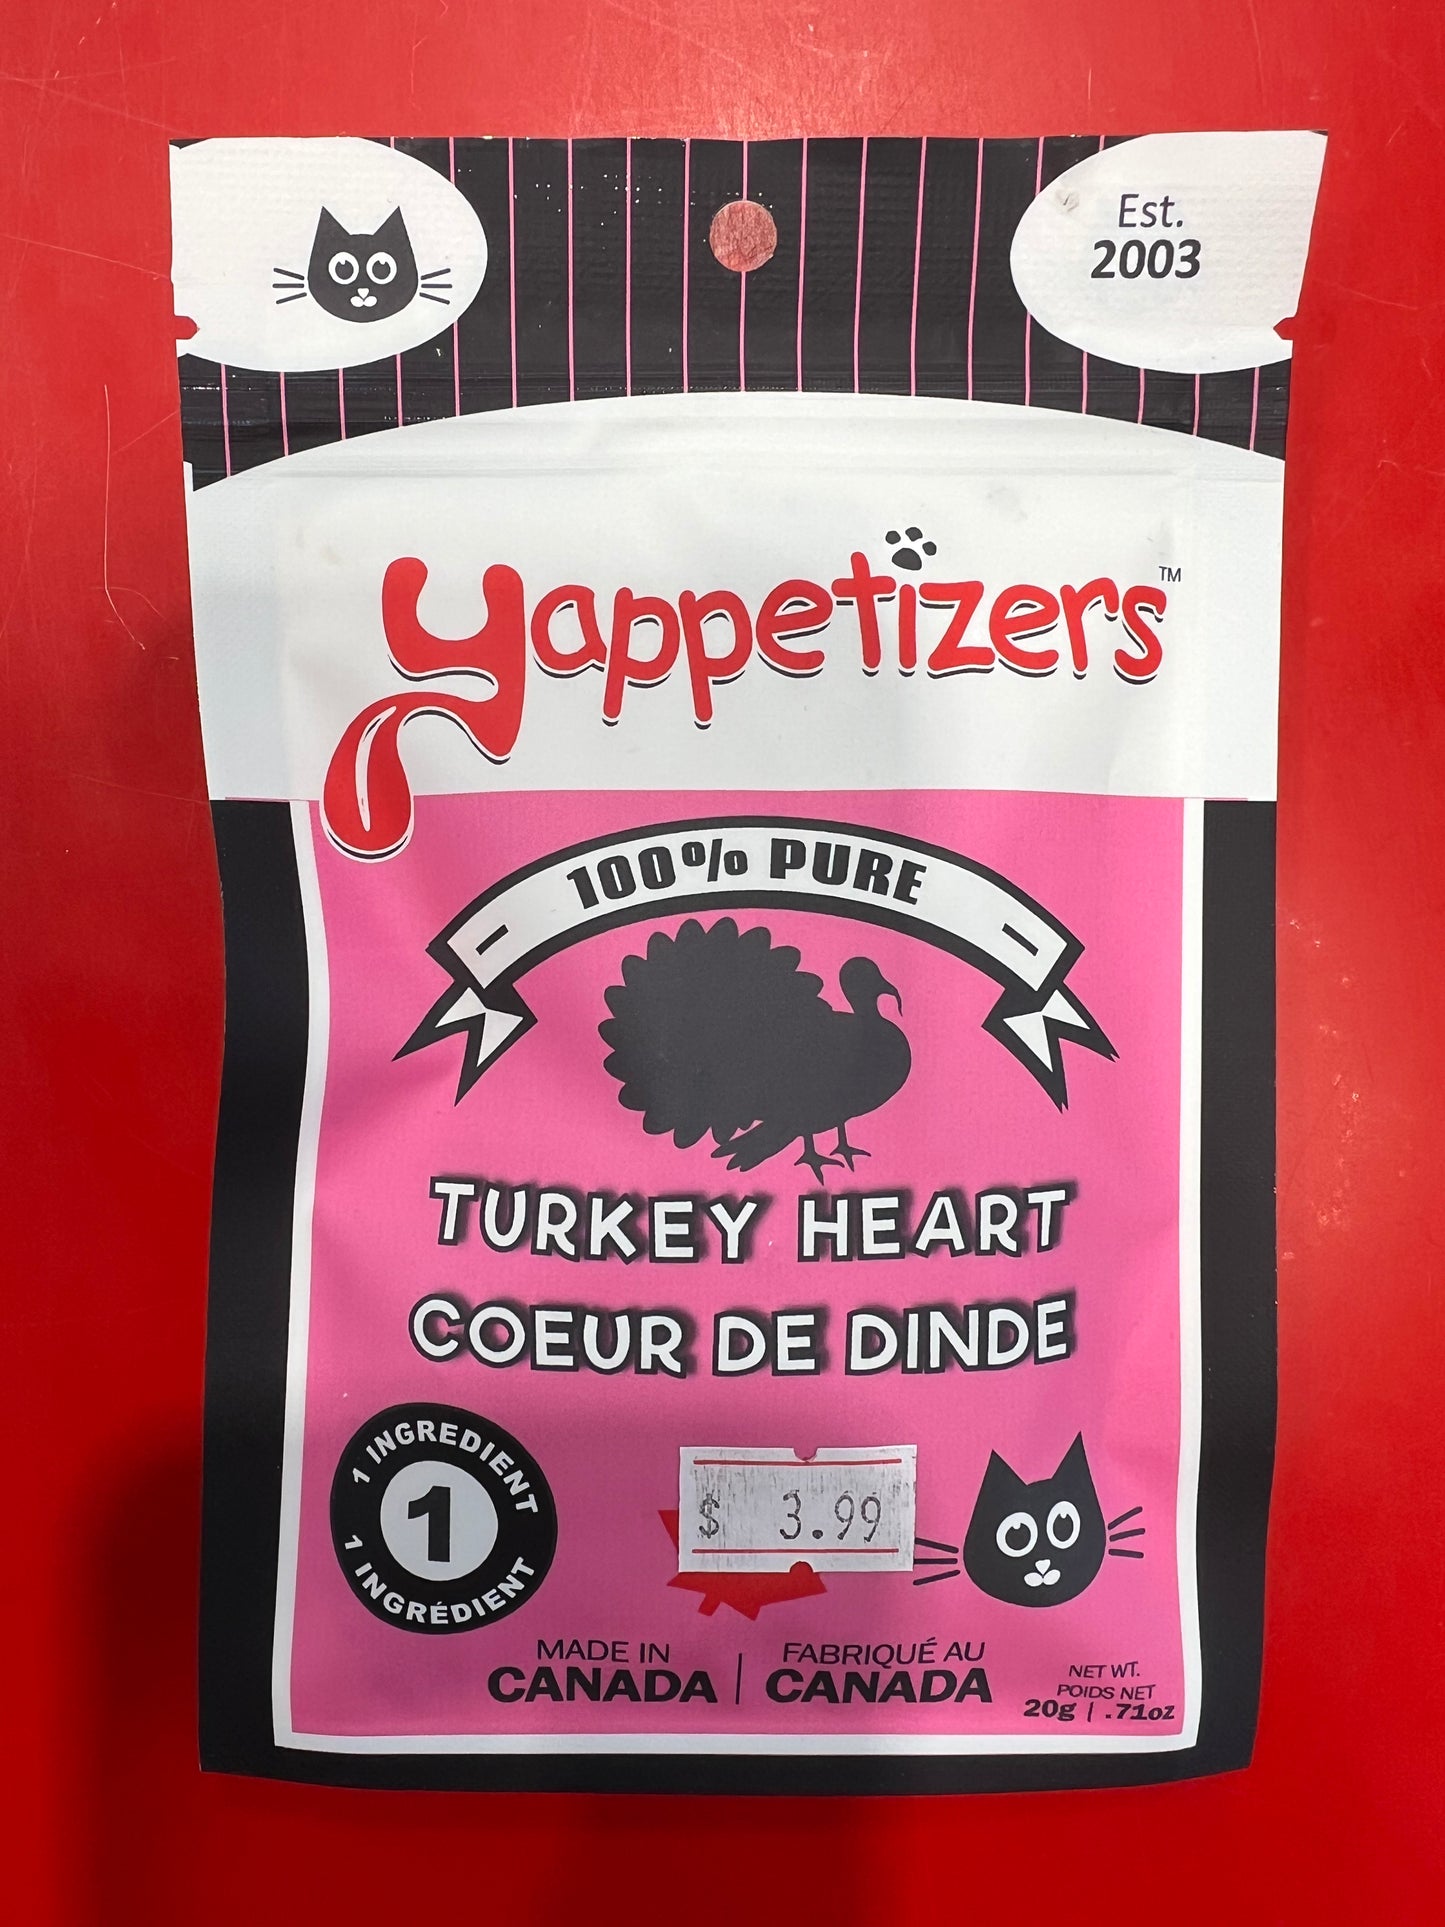 Est.
2003
yappetizers™
100% PURE
TURKEY HEART
COEUR DE DINDE
1 INGREDIENT
1
1 INGRÉDIENT
$ 3.99
MADE IN
CANADA
FABRIQUÉ AU
CANADA
NET WT.
POIDS NET
20g | .71oz